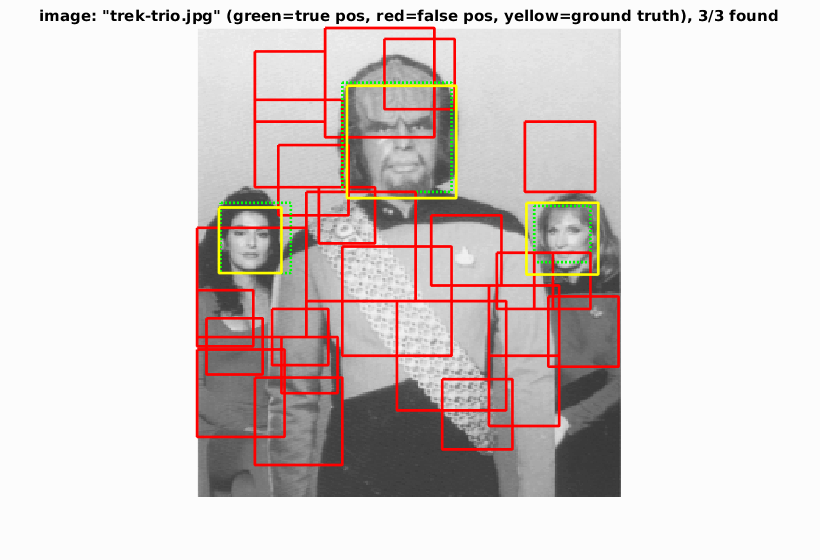 image: "trek-trio.jpg" (green=true pos, red=false pos, yellow=ground truth), 3/3 found